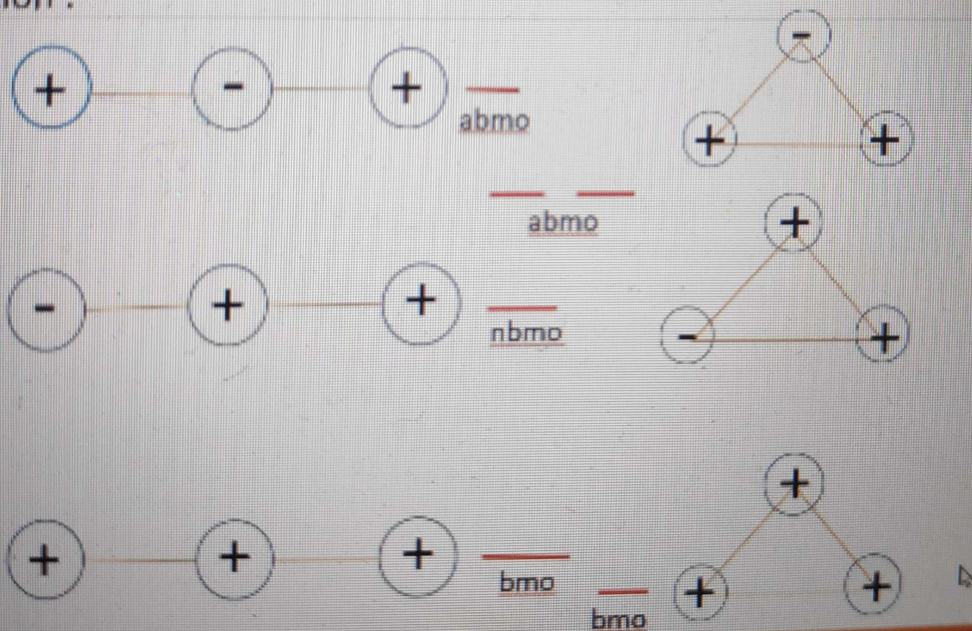 + - + abmo
-
+ +
abmo
+
- + + nbmo
- +
+ + + bmo
+
+ +
bmo